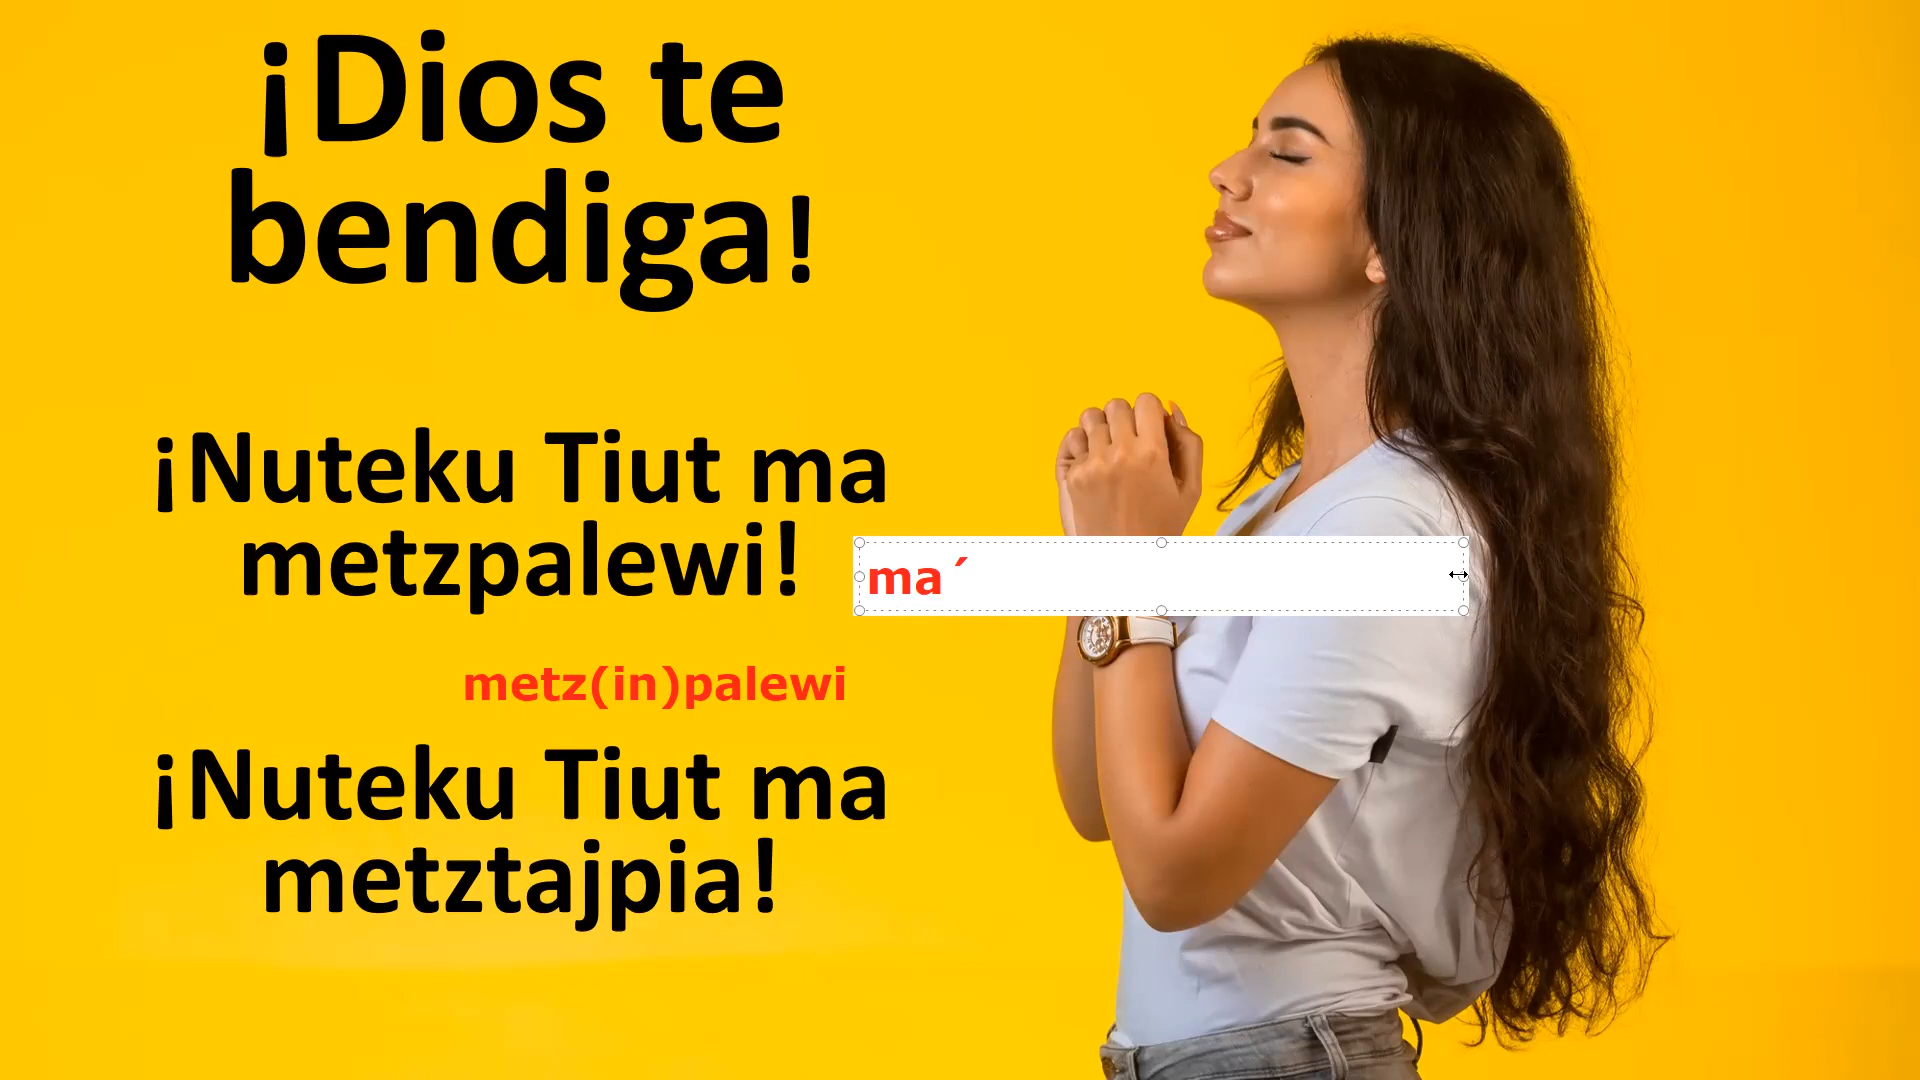 ¡Dios te
bendiga!
¡Nuteku Tiut ma
metzpalewi!
ma´
metz(in)palewi
¡Nuteku Tiut ma
metztajpia!